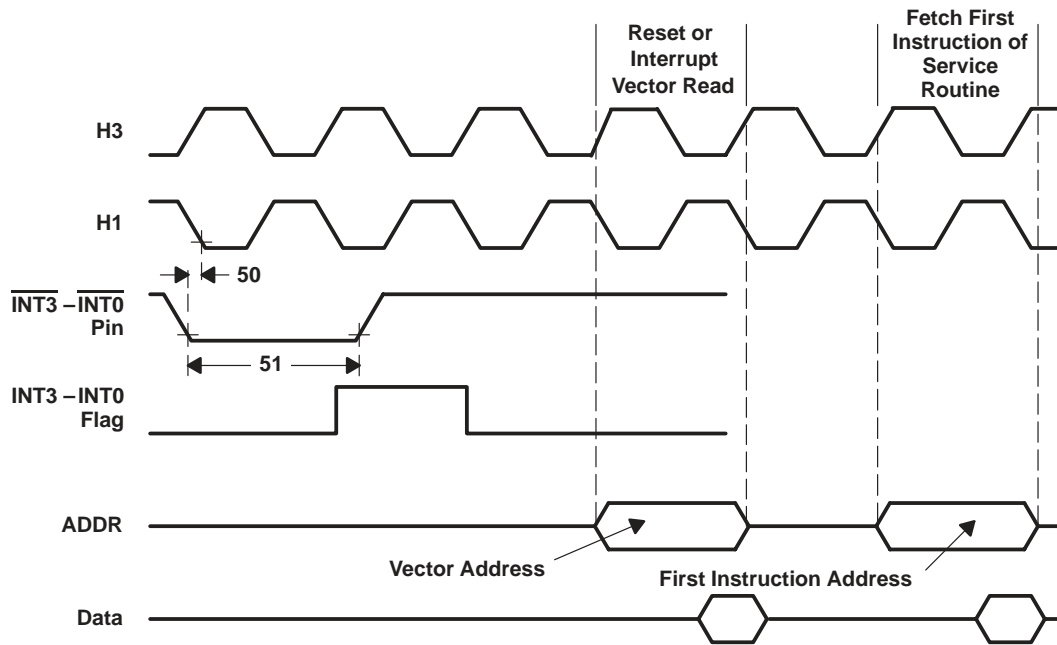 Reset or
Interrupt
Vector Read
Fetch First
Instruction of
Service
Routine
H3
H1
50
INT3 – INT0
Pin
51
INT3 – INT0
Flag
ADDR
Vector Address
First Instruction Address
Data